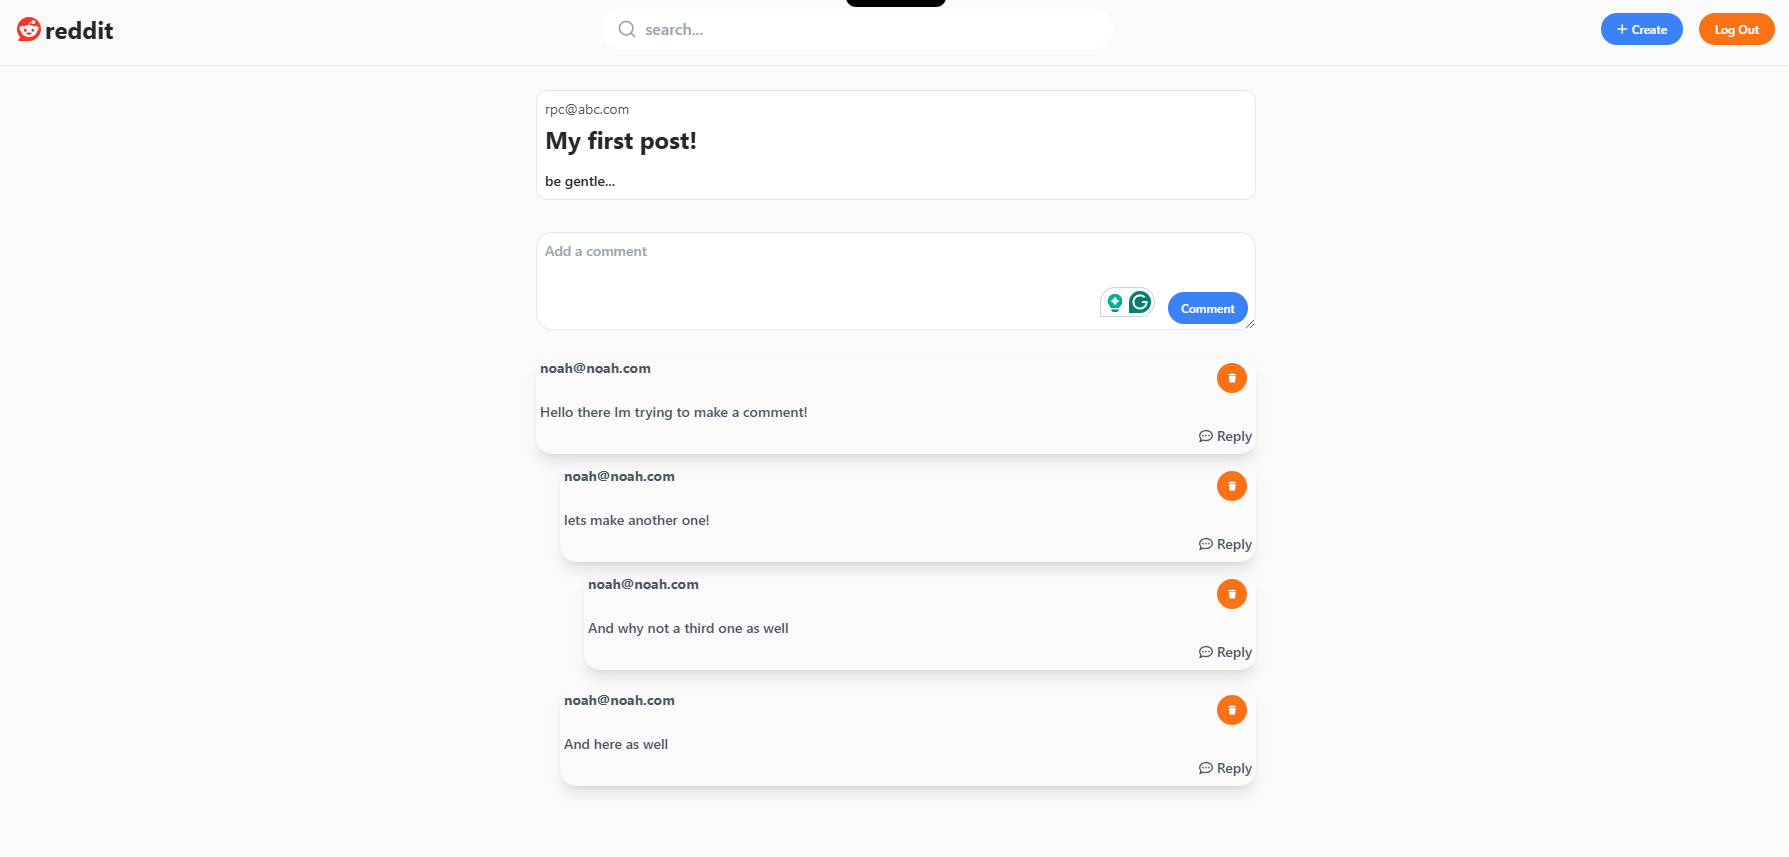 reddit
search...
+ Create
Log Out
rpc@abc.com
My first post!
be gentle...
Add a comment
Comment
noah@noah.com
Hello there Im trying to make a comment!
Reply
noah@noah.com
lets make another one!
Reply
noah@noah.com
And why not a third one as well
Reply
noah@noah.com
And here as well
Reply